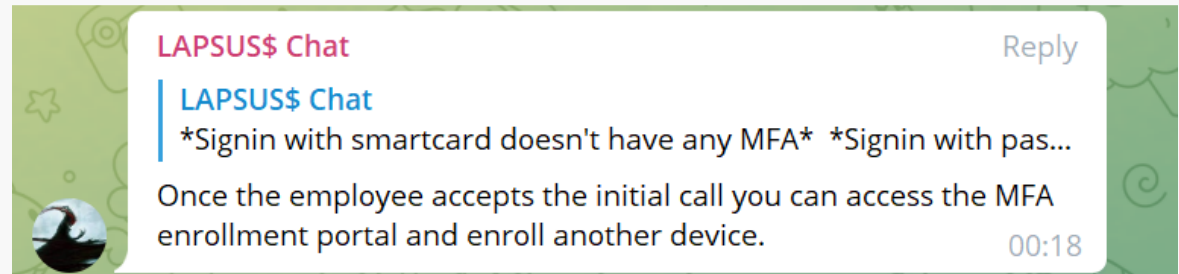 LAPSUS$ Chat Reply
LAPSUS$ Chat
*Signin with smartcard doesn't have any MFA*  *Signin with pas...
Once the employee accepts the initial call you can access the MFA
enrollment portal and enroll another device.
00:18